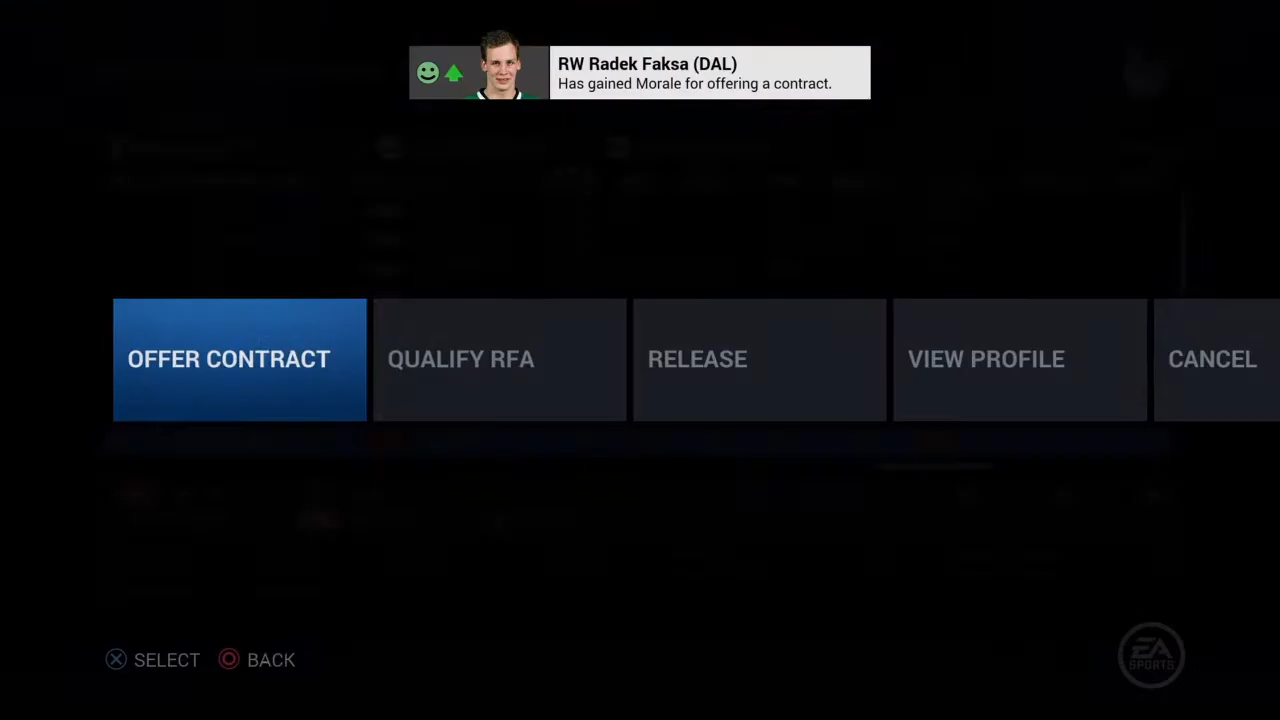 RW Radek Faksa (DAL)
Has gained Morale for offering a contract.
OFFER CONTRACT
QUALIFY RFA
RELEASE
VIEW PROFILE
CANCEL
SELECT
BACK
EA
SPORTS